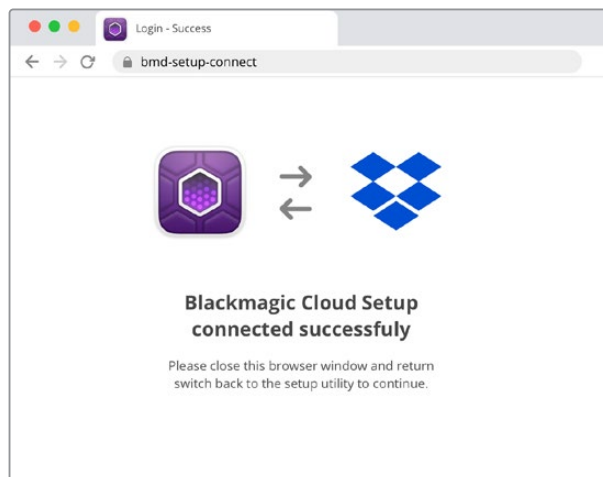 Login - Success
bmd-setup-connect
Blackmagic Cloud Setup
connected successfuly
Please close this browser window and return
switch back to the setup utility to continue.